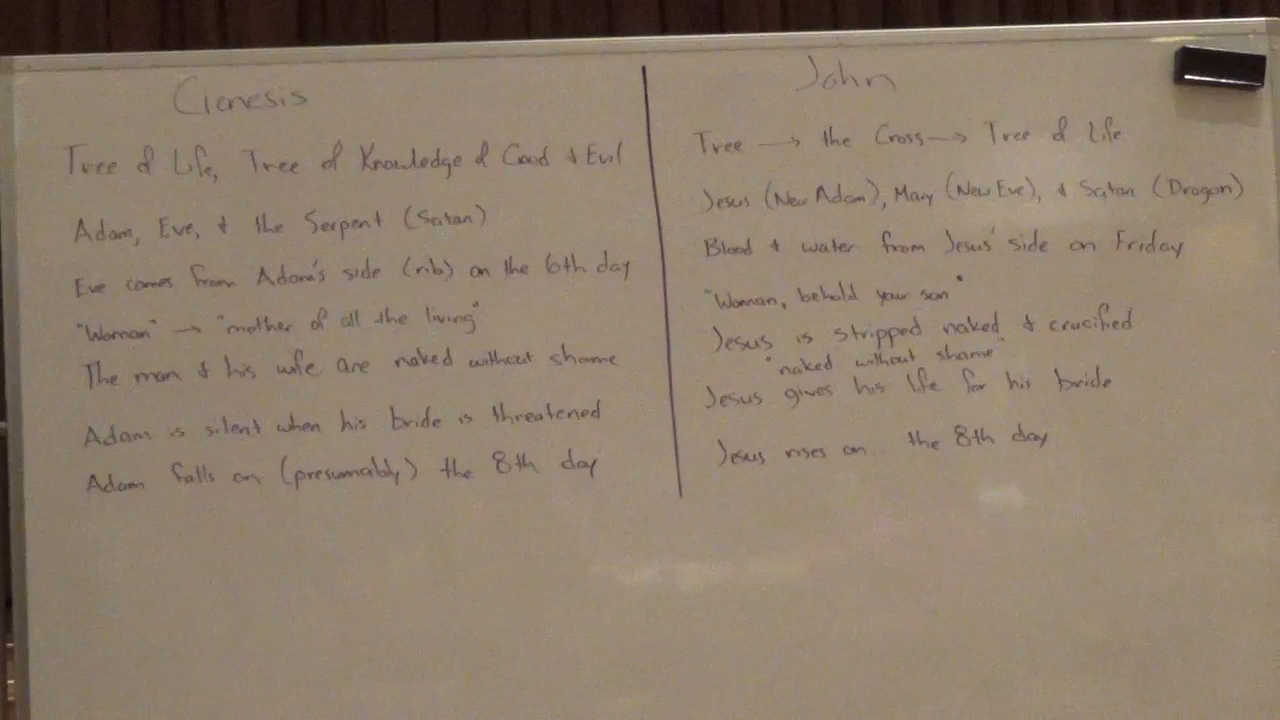 Genesis
Tree of Life, Tree of Knowledge of Good & Evil
Adam, Eve, & the Serpent (Satan)
Eve comes from Adam's side (rib) on the 6th day
"Woman" → "mother of all the living"
The man & his wife are naked without shame
Adam is silent when his bride is threatened
Adam falls on (presumably) the 8th day
John
Tree → the Cross → Tree of Life
Jesus (New Adam), Mary (New Eve), & Satan (Dragon)
Blood & water from Jesus' side on Friday
"Woman, behold your son"
Jesus is stripped naked & crucified
"naked without shame"
Jesus gives his life for his bride
Jesus rises on the 8th day